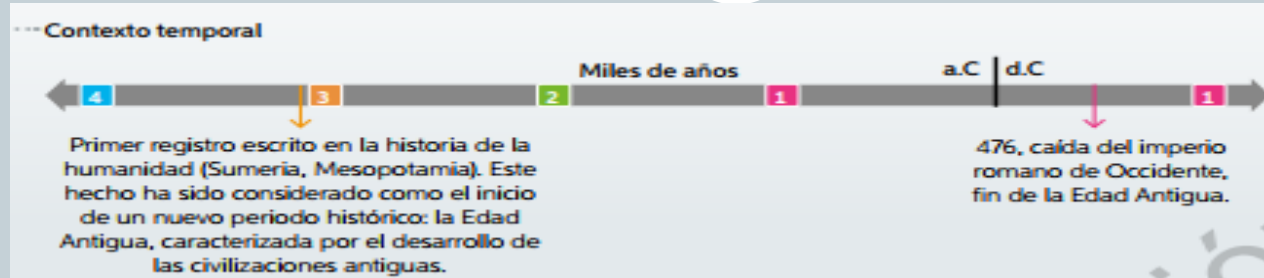 Contexto temporal
Miles de años
a.C d.C
4 3 2 1 1
Primer registro escrito en la historia de la
humanidad (Sumeria, Mesopotamia). Este
hecho ha sido considerado como el inicio
de un nuevo periodo histórico: la Edad
Antigua, caracterizada por el desarrollo de
las civilizaciones antiguas.
476, caída del imperio
romano de Occidente,
fin de la Edad Antigua.